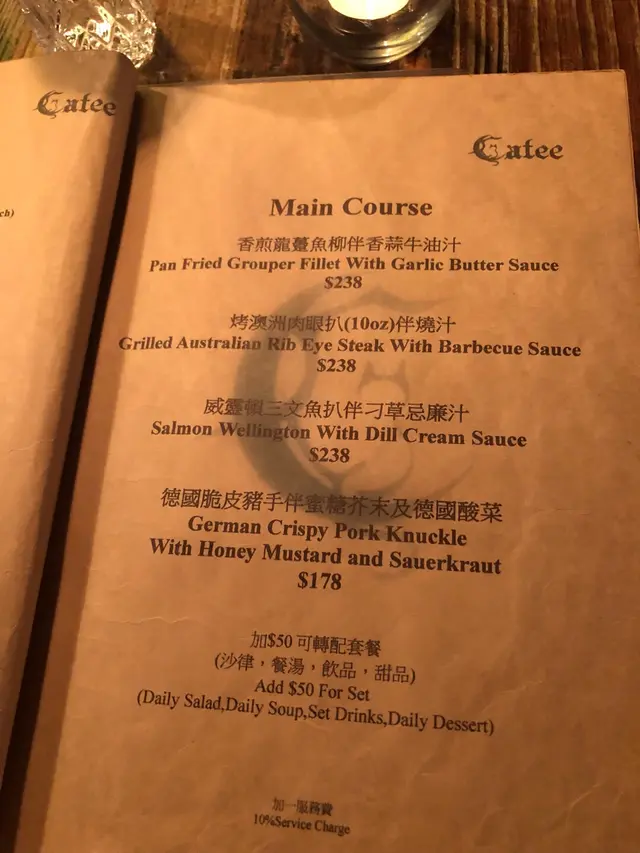 Catee
ch)
Catee
Main Course
香煎龍躉魚柳伴香蒜牛油汁
Pan Fried Grouper Fillet With Garlic Butter Sauce
$238
烤澳洲肉眼扒(10oz)伴燒汁
Grilled Australian Rib Eye Steak With Barbecue Sauce
$238
威靈頓三文魚扒伴刁草忌廉汁
Salmon Wellington With Dill Cream Sauce
$238
德國脆皮豬手伴蜜糖芥末及德國酸菜
German Crispy Pork Knuckle
With Honey Mustard and Sauerkraut
$178
加$50 可轉配套餐
(沙律，餐湯，飲品，甜品)
Add $50 For Set
(Daily Salad,Daily Soup,Set Drinks,Daily Dessert)
加一服務費
10%Service Charge